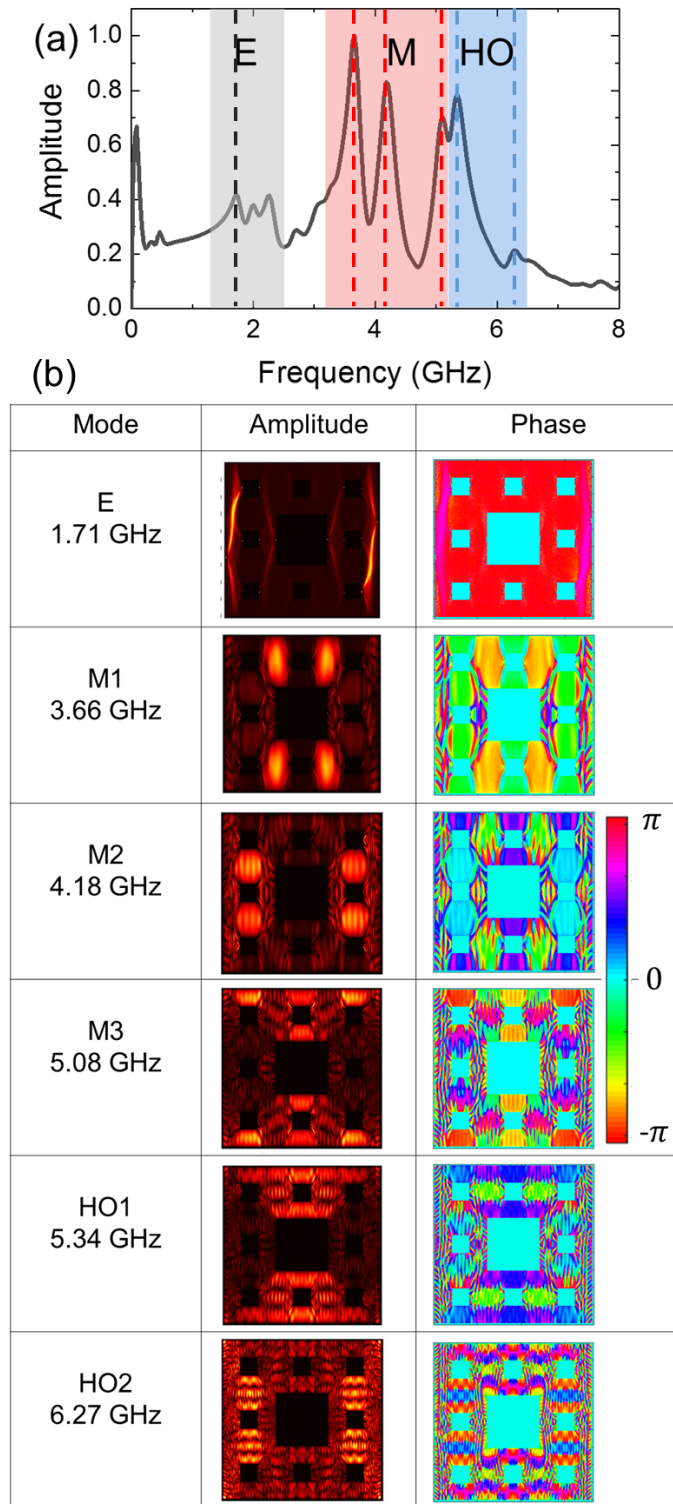 (a)
E M HO
Amplitude
1.0
0.8
0.6
0.4
0.2
0.0
0 2 4 6 8
Frequency (GHz)
(b)
Mode Amplitude Phase
E
1.71 GHz
M1
3.66 GHz
M2
4.18 GHz
M3
5.08 GHz
HO1
5.34 GHz
HO2
6.27 GHz
π
0
-π